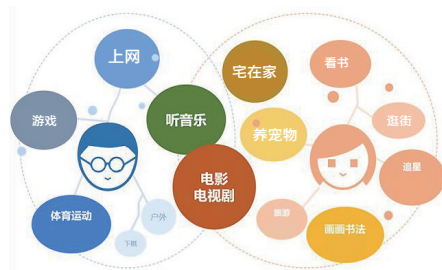 上网
宅在家
看书
游戏
听音乐
养宠物
逛街
电影
电视剧
追星
体育运动
户外
下棋
旅游
画画书法